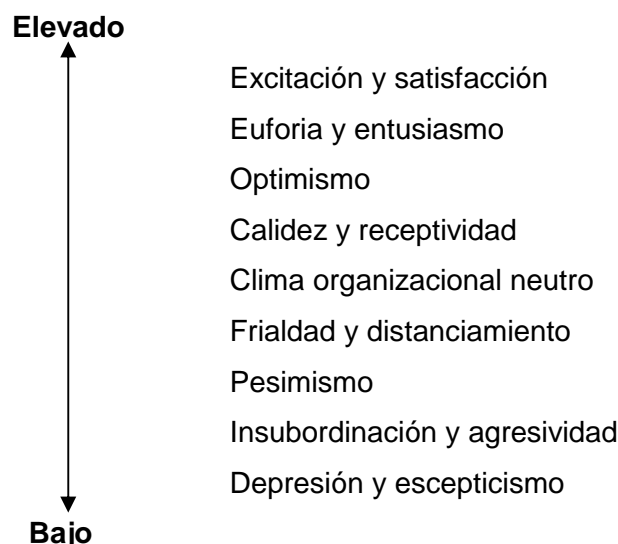 Elevado
Excitación y satisfacción
Euforia y entusiasmo
Optimismo
Calidez y receptividad
Clima organizacional neutro
Frialdad y distanciamiento
Pesimismo
Insubordinación y agresividad
Depresión y escepticismo
Bajo